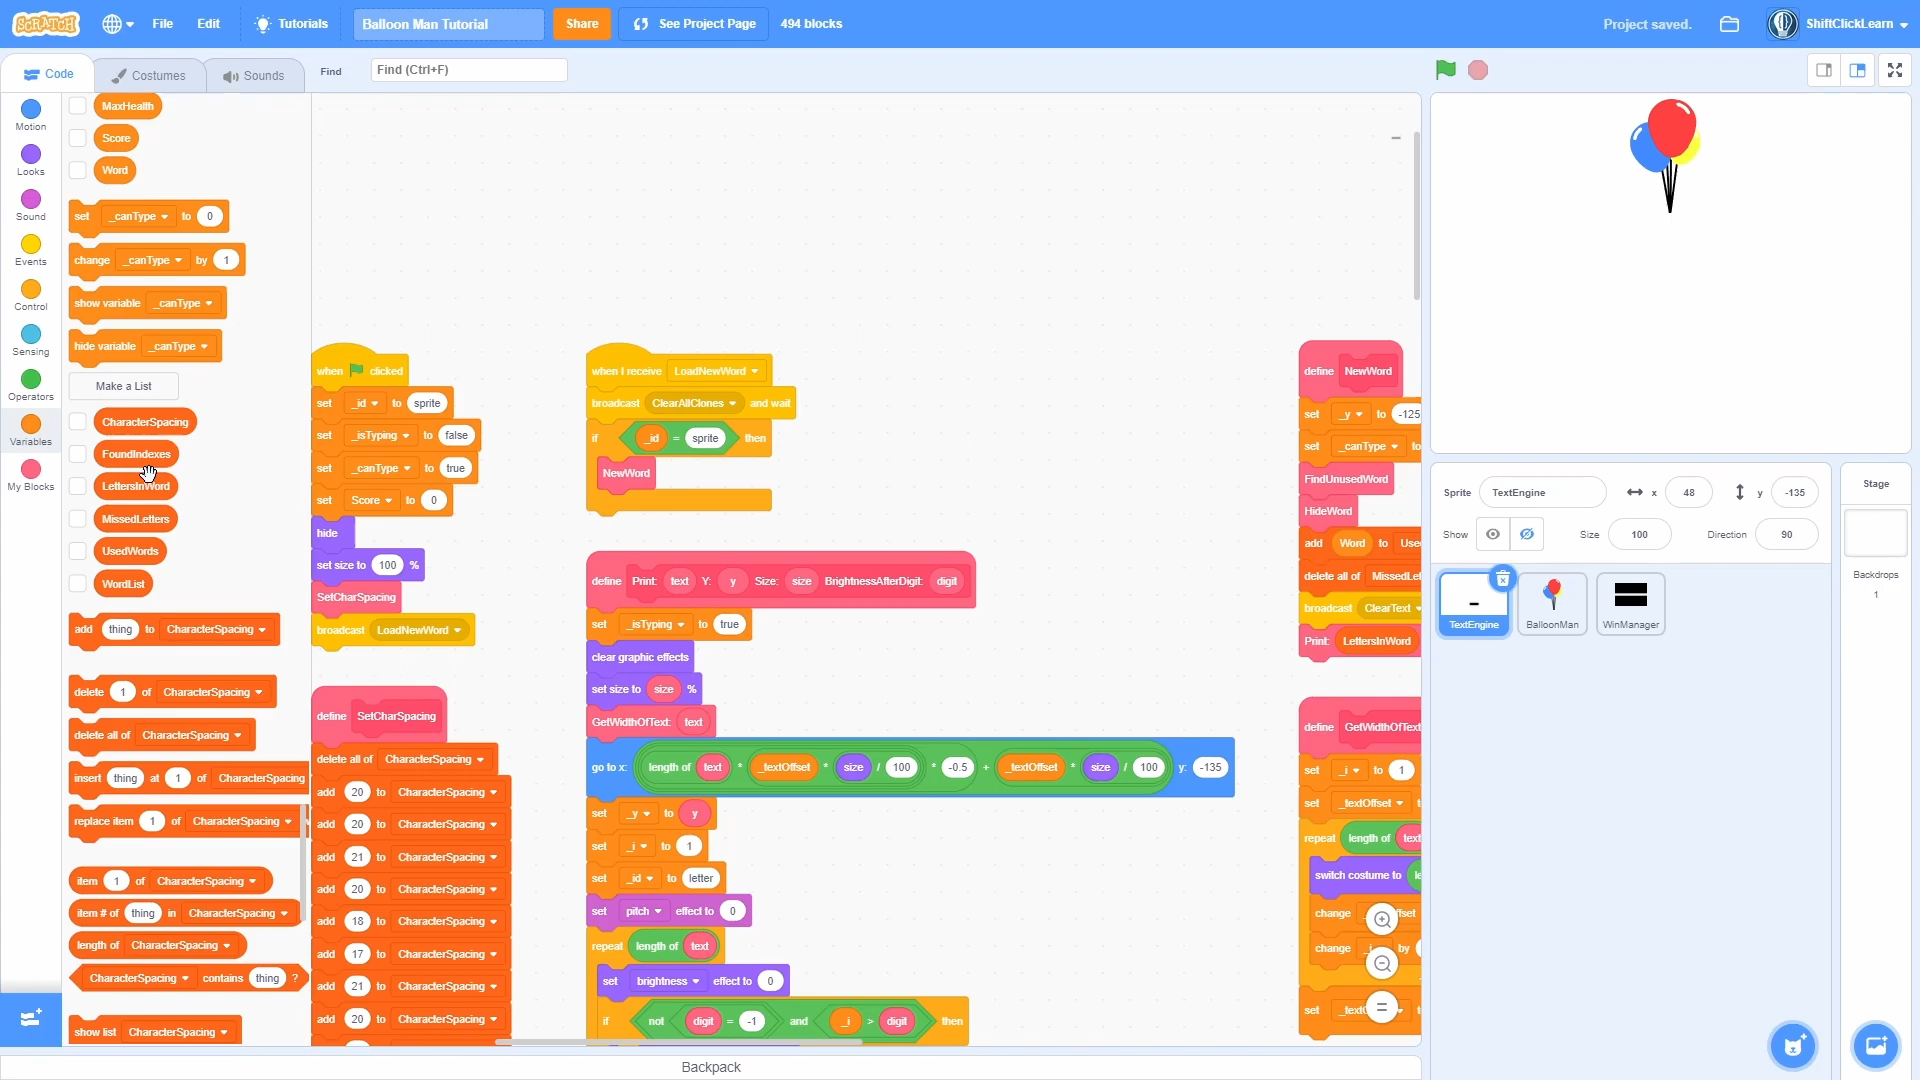 SCRATCH File Edit Tutorials Balloon Man Tutorial Share See Project Page 494 blocks Project saved. ShiftClickLearn
Code Costumes Sounds Find Find (Ctrl+F)
Motion
Looks
Sound
Events
Control
Sensing
Operators
Variables
My Blocks
MaxHealth
Score
Word
set _canType to 0
change _canType by 1
show variable _canType
hide variable _canType
Make a List
CharacterSpacing
FoundIndexes
LettersInWord
MissedLetters
UsedWords
WordList
add thing to CharacterSpacing
delete 1 of CharacterSpacing
delete all of CharacterSpacing
insert thing at 1 of CharacterSpacing
replace item 1 of CharacterSpacing
item 1 of CharacterSpacing
item # of thing in CharacterSpacing
length of CharacterSpacing
CharacterSpacing contains thing ?
show list CharacterSpacing
when clicked
set _id to sprite
set _isTyping to false
set _canType to true
set Score to 0
hide
set size to 100 %
SetCharSpacing
broadcast LoadNewWord
define SetCharSpacing
delete all of CharacterSpacing
add 20 to CharacterSpacing
add 20 to CharacterSpacing
add 21 to CharacterSpacing
add 20 to CharacterSpacing
add 18 to CharacterSpacing
add 17 to CharacterSpacing
add 21 to CharacterSpacing
add 20 to CharacterSpacing
when I receive LoadNewWord
broadcast ClearAllClones and wait
if _id = sprite then
NewWord
define Print: text Y: y Size: size BrightnessAfterDigit: digit
set _isTyping to true
clear graphic effects
set size to size %
GetWidthOfText: text
go to x: length of text * _textOffset * size / 100 * -0.5 + _textOffset * size / 100 y: -135
set _y to y
set _i to 1
set _id to letter
set pitch effect to 0
repeat length of text
set brightness effect to 0
if not digit = -1 and _i > digit then
define NewWord
set _y to -125
set _canType to
FindUnusedWord
HideWord
add Word to
delete all of
broadcast ClearText
Print: LettersInWord
define GetWidthOfText
set _i to 1
set _textOffset
repeat length of
switch costume to
change
change by
set
Backpack
Sprite TextEngine x 48 y -135
Show Size 100 Direction 90
TextEngine BalloonMan WinManager
Stage
Backdrops
1